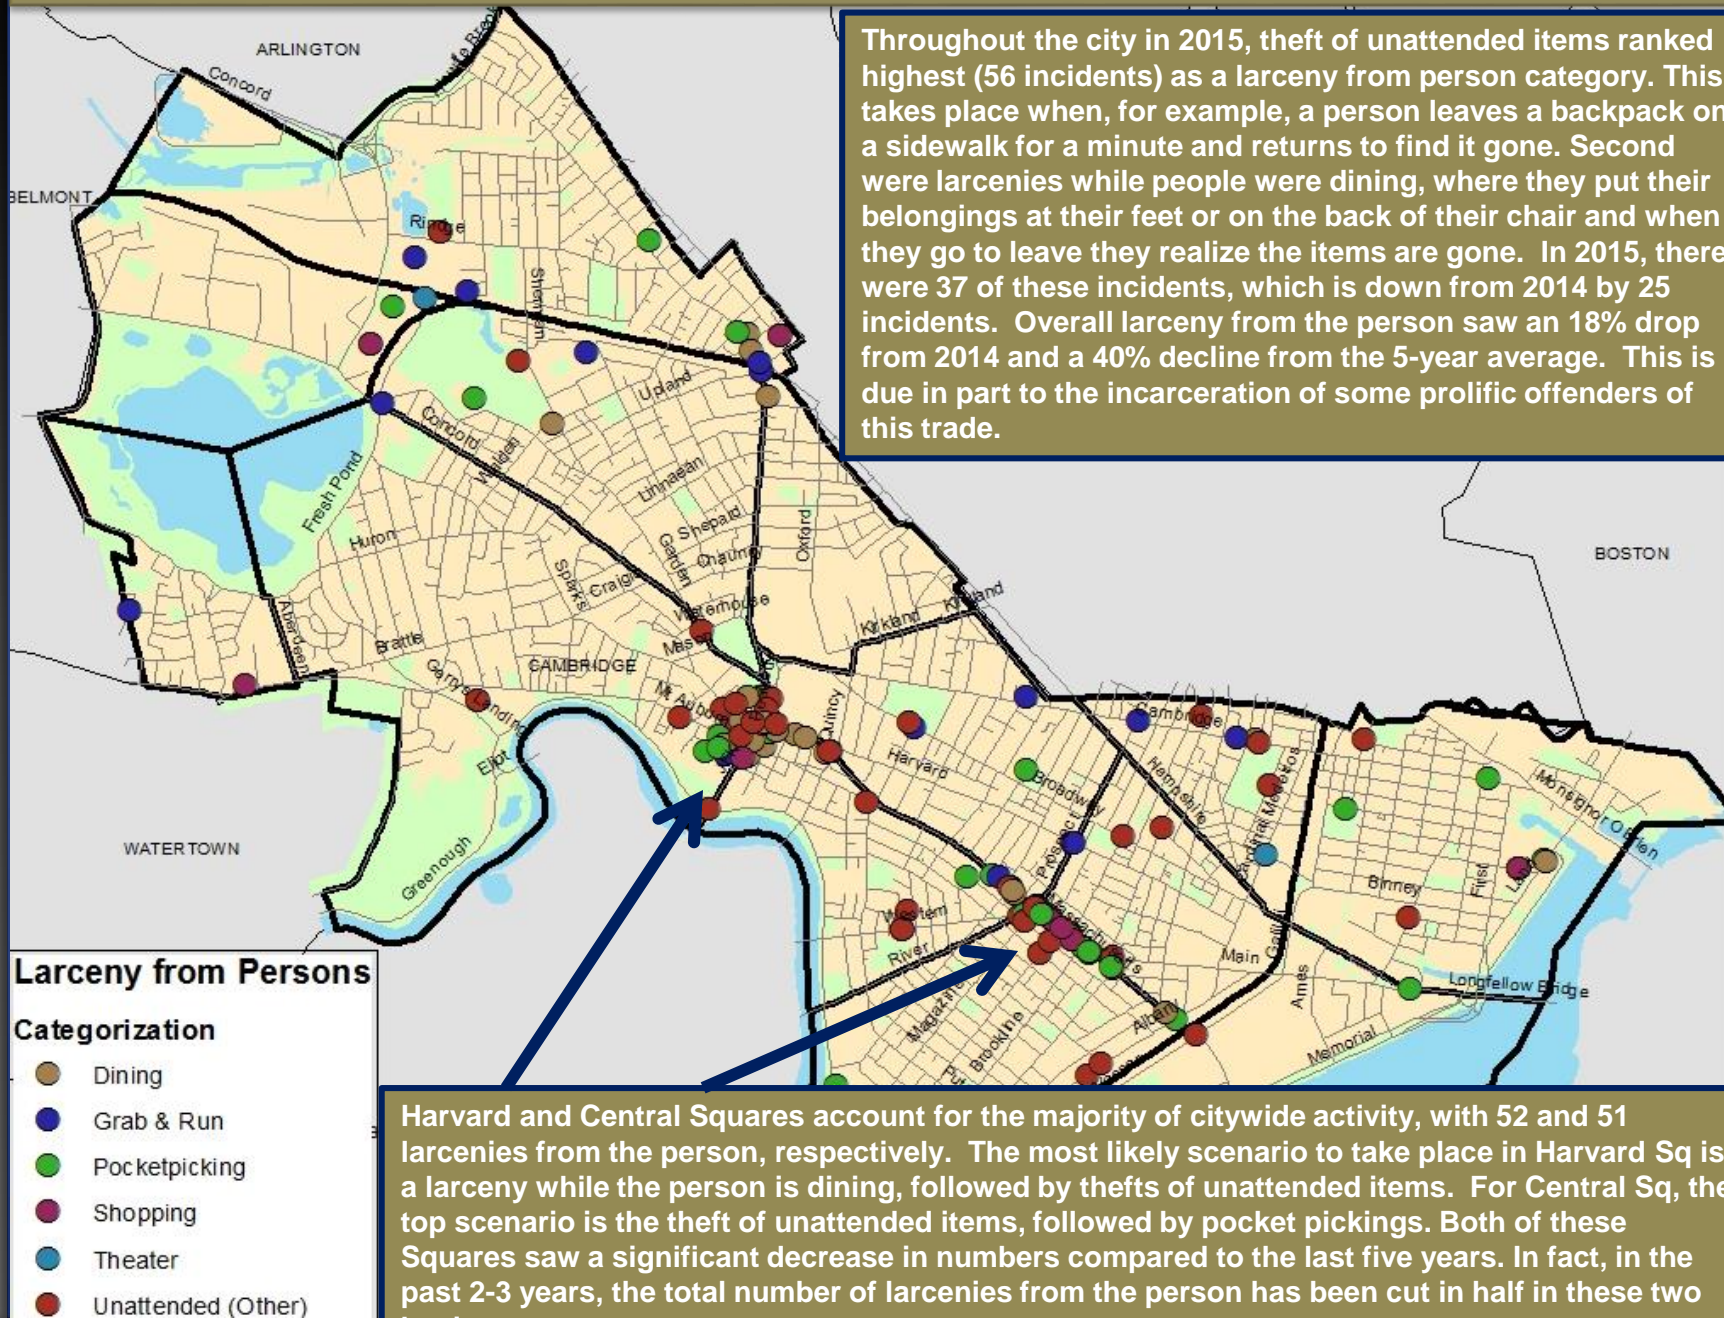 Throughout the city in 2015, theft of unattended items ranked
highest (56 incidents) as a larceny from person category. This
takes place when, for example, a person leaves a backpack on
a sidewalk for a minute and returns to find it gone. Second
were larcenies while people were dining, where they put their
belongings at their feet or on the back of their chair and when
they go to leave they realize the items are gone. In 2015, there
were 37 of these incidents, which is down from 2014 by 25
incidents. Overall larceny from the person saw an 18% drop
from 2014 and a 40% decline from the 5-year average. This is
due in part to the incarceration of some prolific offenders of
this trade.
ARLINGTON
Concord
BELMONT
Rindge
Sherman
Upland
Concord
Walden
Linnaean
Fresh Pond
Shepard
Garden
Chauncy
Oxford
Huron
Sparks
Craigie
BOSTON
Waterhouse
Mason
Kirkland
Kirkland
Aberdeen
Brattle
CAMBRIDGE
Gerrys Landing
Mt Auburn
Quincy
Eliot
Harvard
Cambridge
Broadway
Hampshire
Prospect
Monsignor O'Brien
WATERTOWN
Greenough
Binney
First
Western
River
Massachusetts
Main
Ames
Longfellow Bridge
Magazine
Brookline
Albany
Memorial
Larceny from Persons
Categorization
Dining
Grab & Run
Pocketpicking
Shopping
Theater
Unattended (Other)
Harvard and Central Squares account for the majority of citywide activity, with 52 and 51
larcenies from the person, respectively. The most likely scenario to take place in Harvard Sq is
a larceny while the person is dining, followed by thefts of unattended items. For Central Sq, the
top scenario is the theft of unattended items, followed by pocket pickings. Both of these
Squares saw a significant decrease in numbers compared to the last five years. In fact, in the
past 2-3 years, the total number of larcenies from the person has been cut in half in these two